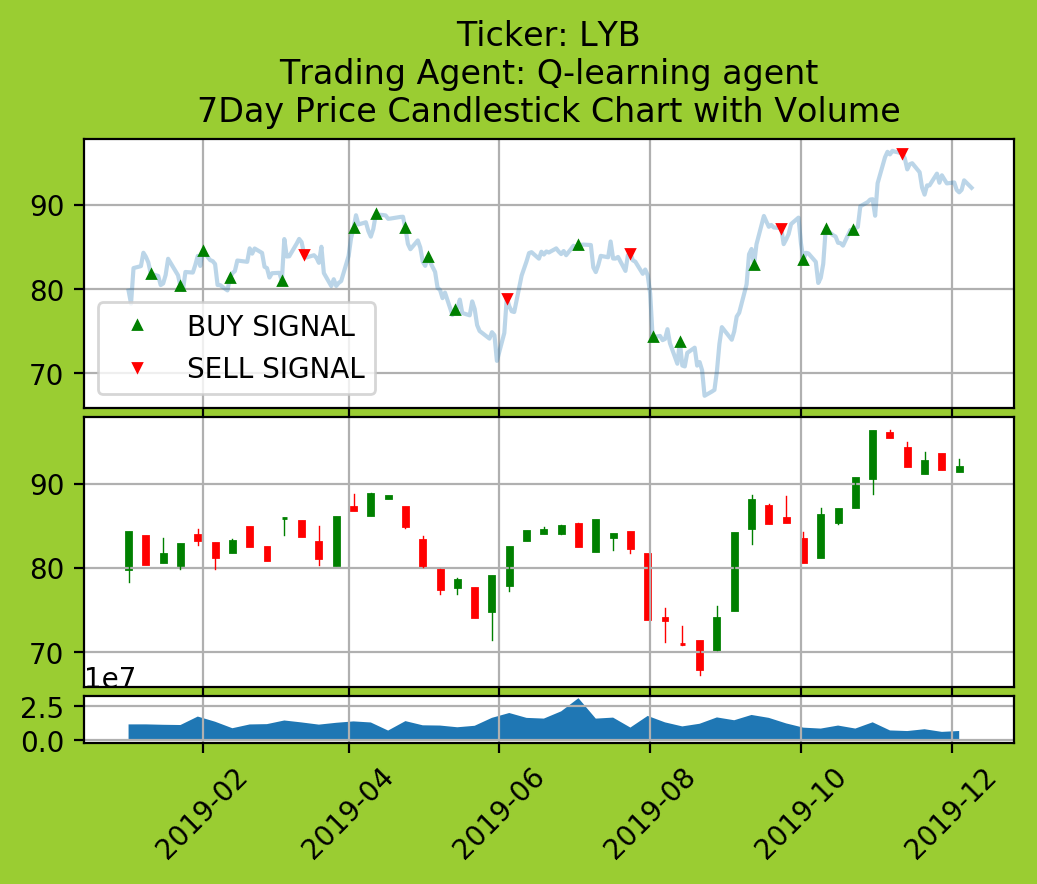 Ticker: LYB
Trading Agent: Q-learning agent
7Day Price Candlestick Chart with Volume
90
80
70
BUY SIGNAL
SELL SIGNAL
90
80
70
1e7
2.5
0.0
2019-02
2019-04
2019-06
2019-08
2019-10
2019-12